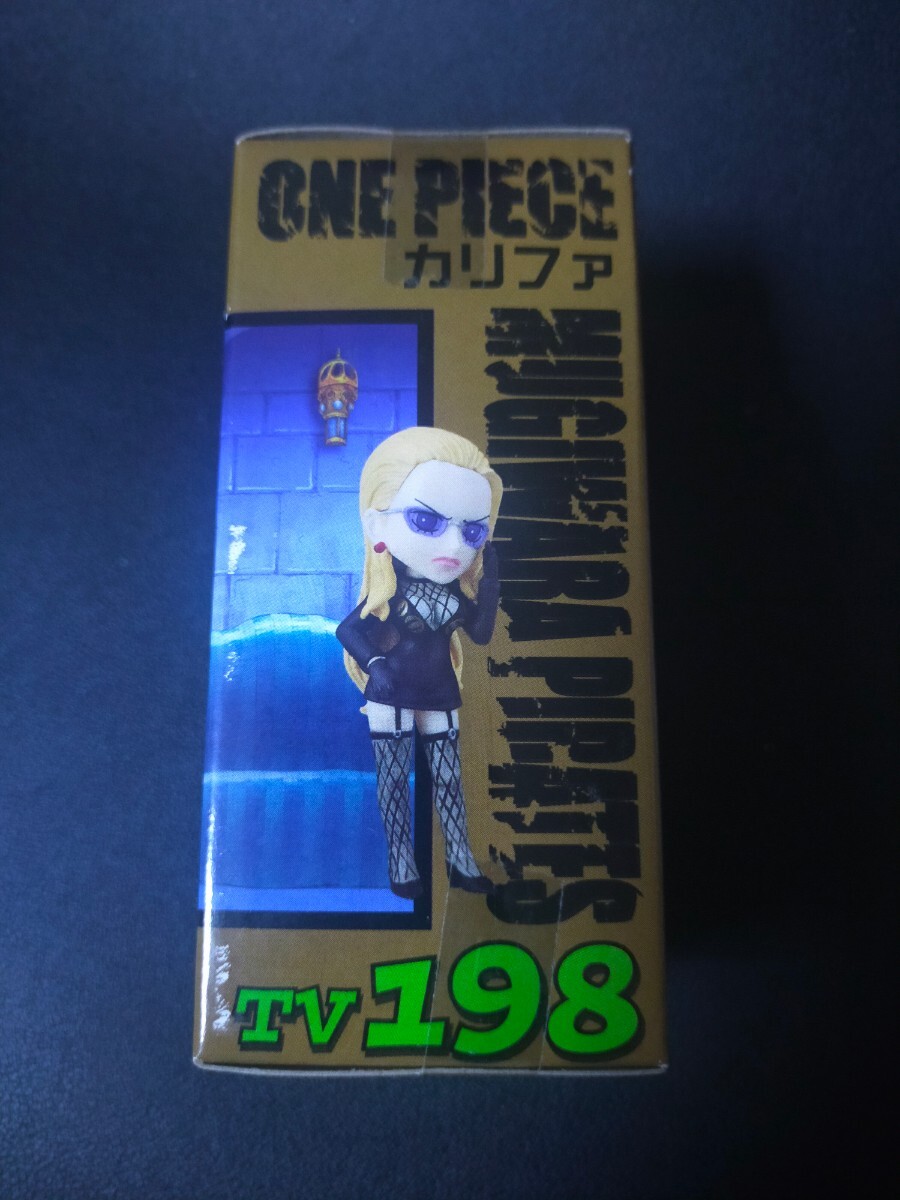 ONE PIECE
カリファ
MUGIWARA PIRATES
TV198